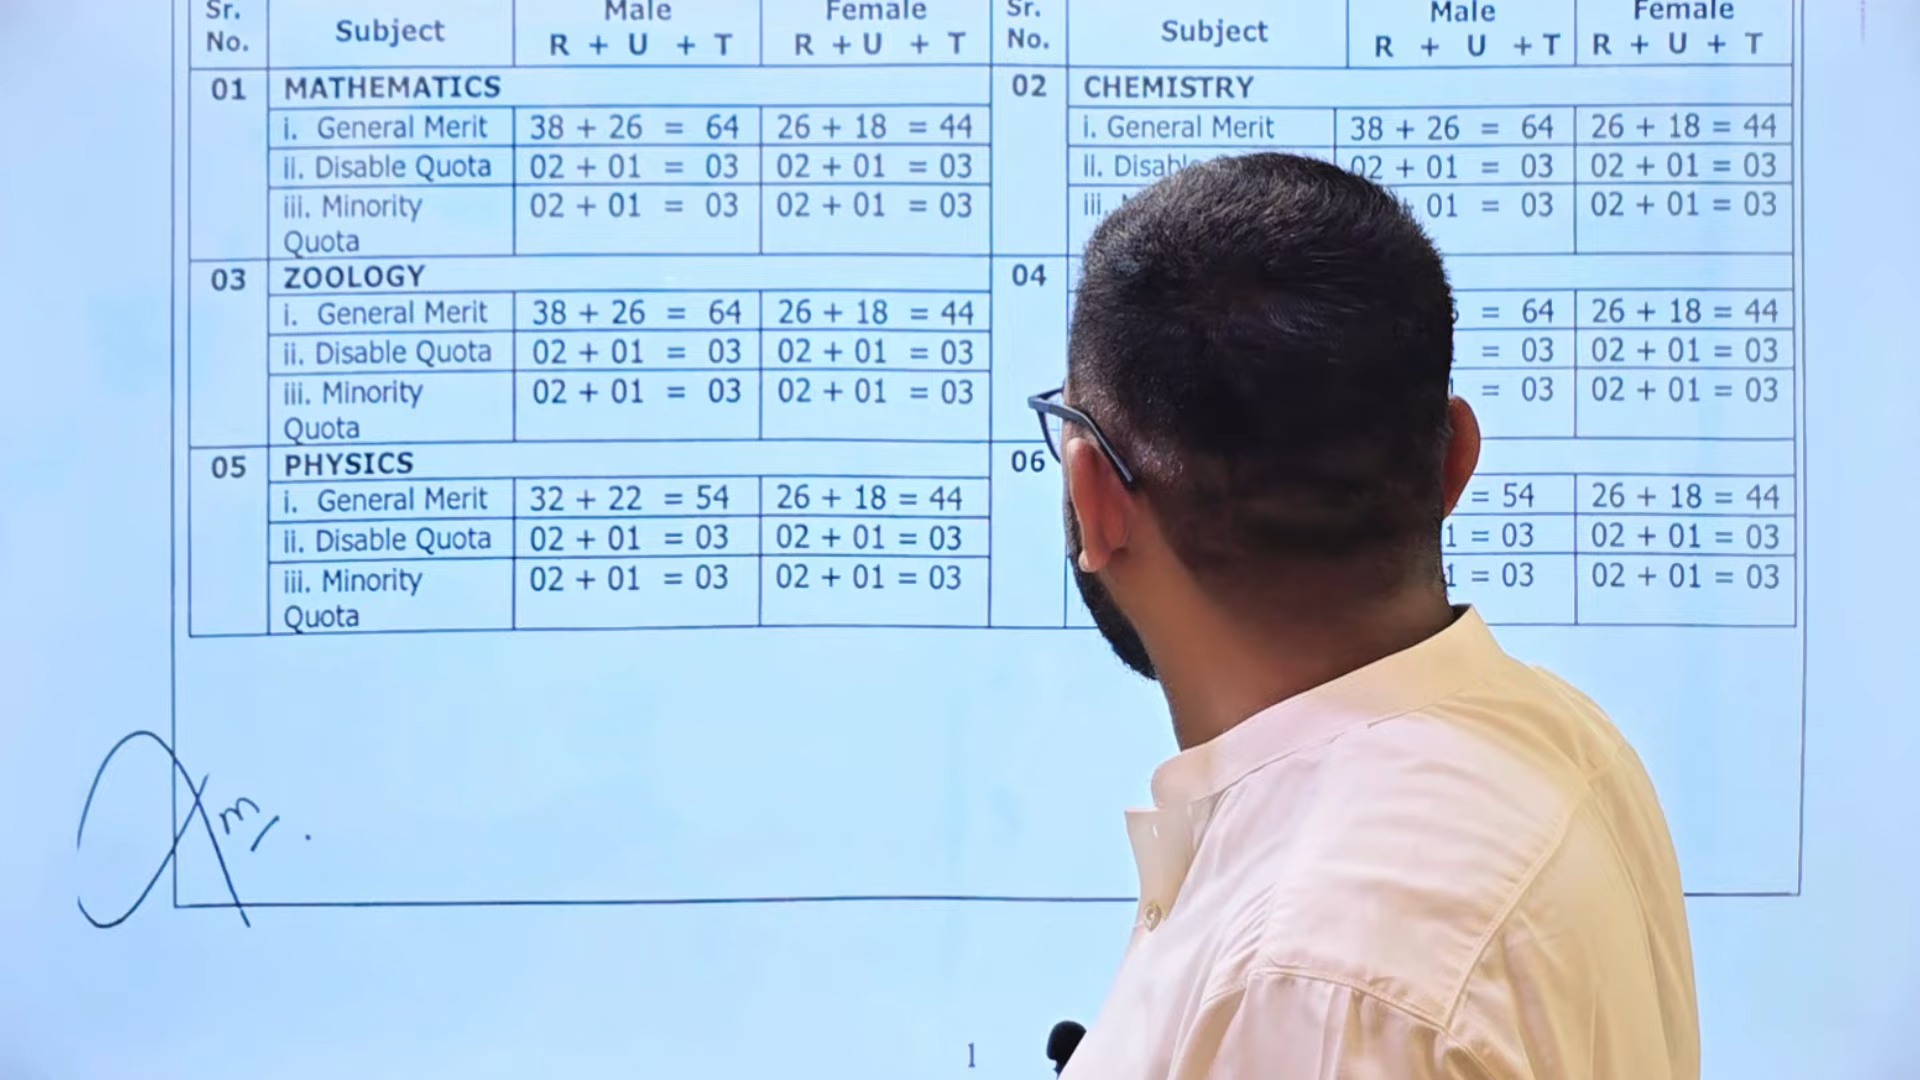 Sr. No. Subject Male R + U + T Female R + U + T Sr. No. Subject Male R + U + T Female R + U + T
01 MATHEMATICS 02 CHEMISTRY
i. General Merit 38 + 26 = 64 26 + 18 = 44 i. General Merit 38 + 26 = 64 26 + 18 = 44
ii. Disable Quota 02 + 01 = 03 02 + 01 = 03 ii. 02 + 01 = 03 02 + 01 = 03
iii. Minority Quota 02 + 01 = 03 02 + 01 = 03 iii. 01 = 03 02 + 01 = 03
03 ZOOLOGY 04
i. General Merit 38 + 26 = 64 26 + 18 = 44 = 64 26 + 18 = 44
ii. Disable Quota 02 + 01 = 03 02 + 01 = 03 = 03 02 + 01 = 03
iii. Minority Quota 02 + 01 = 03 02 + 01 = 03 = 03 02 + 01 = 03
05 PHYSICS 06
i. General Merit 32 + 22 = 54 26 + 18 = 44 = 54 26 + 18 = 44
ii. Disable Quota 02 + 01 = 03 02 + 01 = 03 1 = 03 02 + 01 = 03
iii. Minority Quota 02 + 01 = 03 02 + 01 = 03 1 = 03 02 + 01 = 03
1